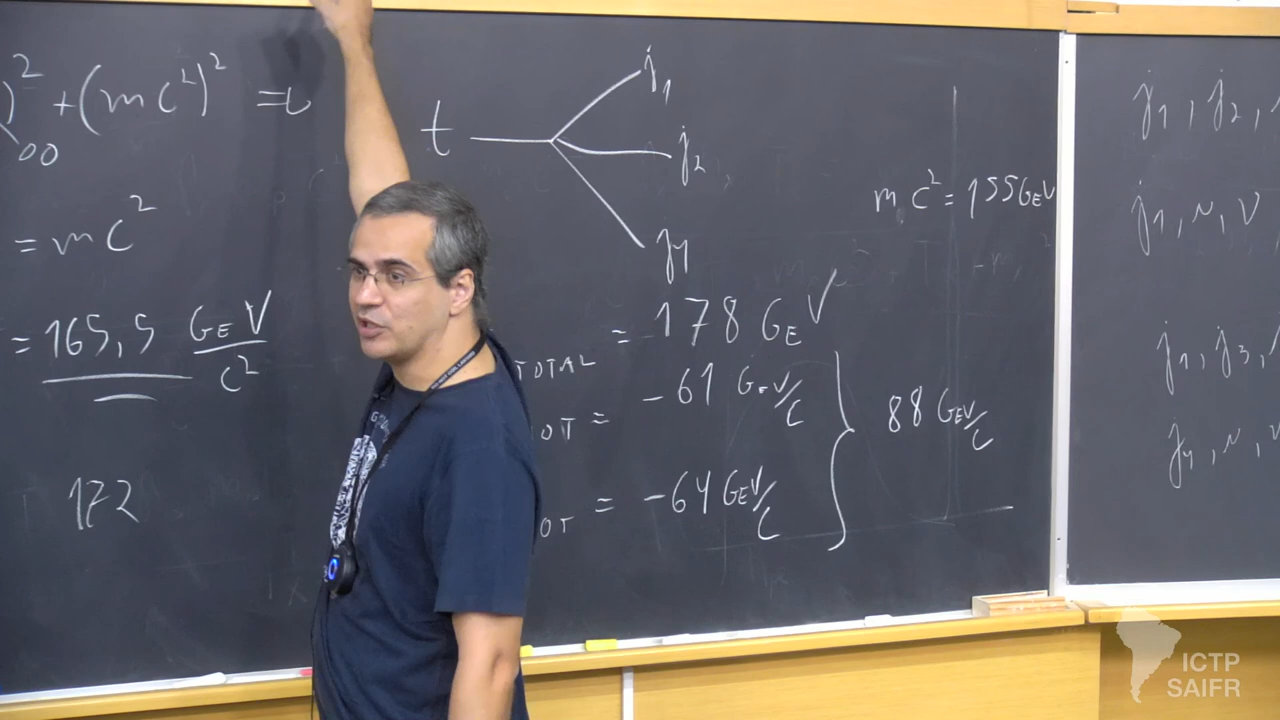 )² + (mc²)² =
= mc²
= 165,5 GeV/c²
172
t
j₁
j₂
j₄
mc² = 155 GeV
TOTAL = 178 GeV
OT = -61 GeV/c
OT = -64 GeV/c
88 GeV/c
j₁, j₂,
j₁, ν, ν
j₁, j₃,
j₄, ν,
ICTP
SAIFR